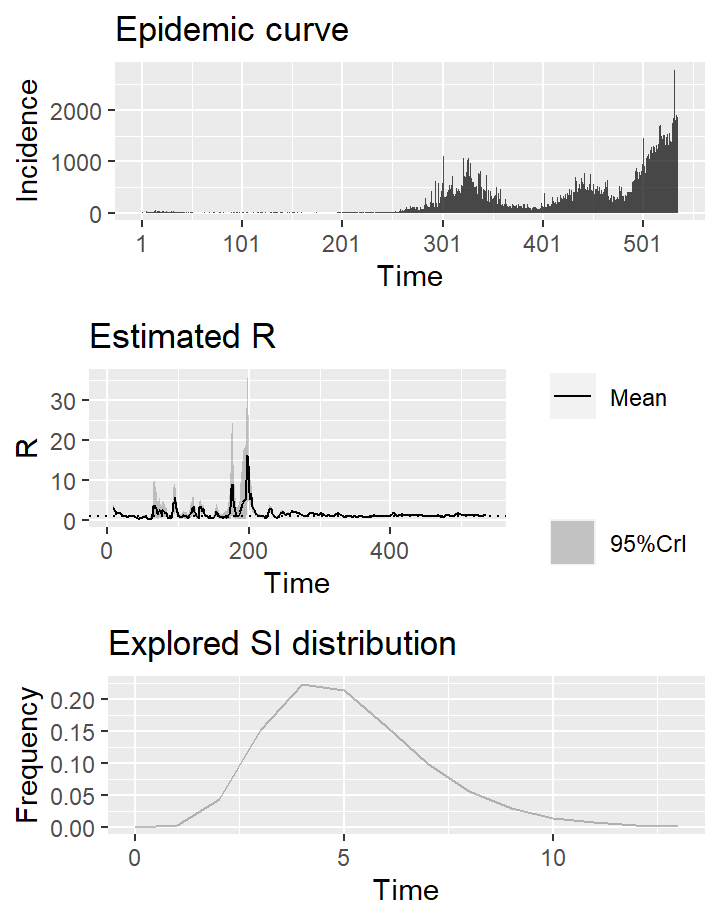 Epidemic curve
Incidence
2000
1000
0
1 101 201 301 401 501
Time
Estimated R
R
30
20
10
0
0 200 400
Time
Mean
95%CrI
Explored SI distribution
Frequency
0.20
0.15
0.10
0.05
0.00
0 5 10
Time